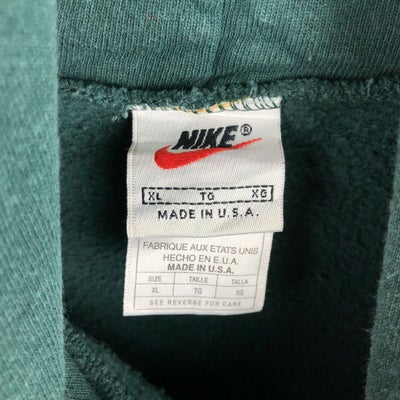 NIKE®
XL TG XG
MADE IN U.S.A.
FABRIQUE AUX ETATS UNIS
HECHO EN E.U.A.
MADE IN U.S.A.
SIZE TAILLE TALLA
XL TG XG
SEE REVERSE FOR CARE